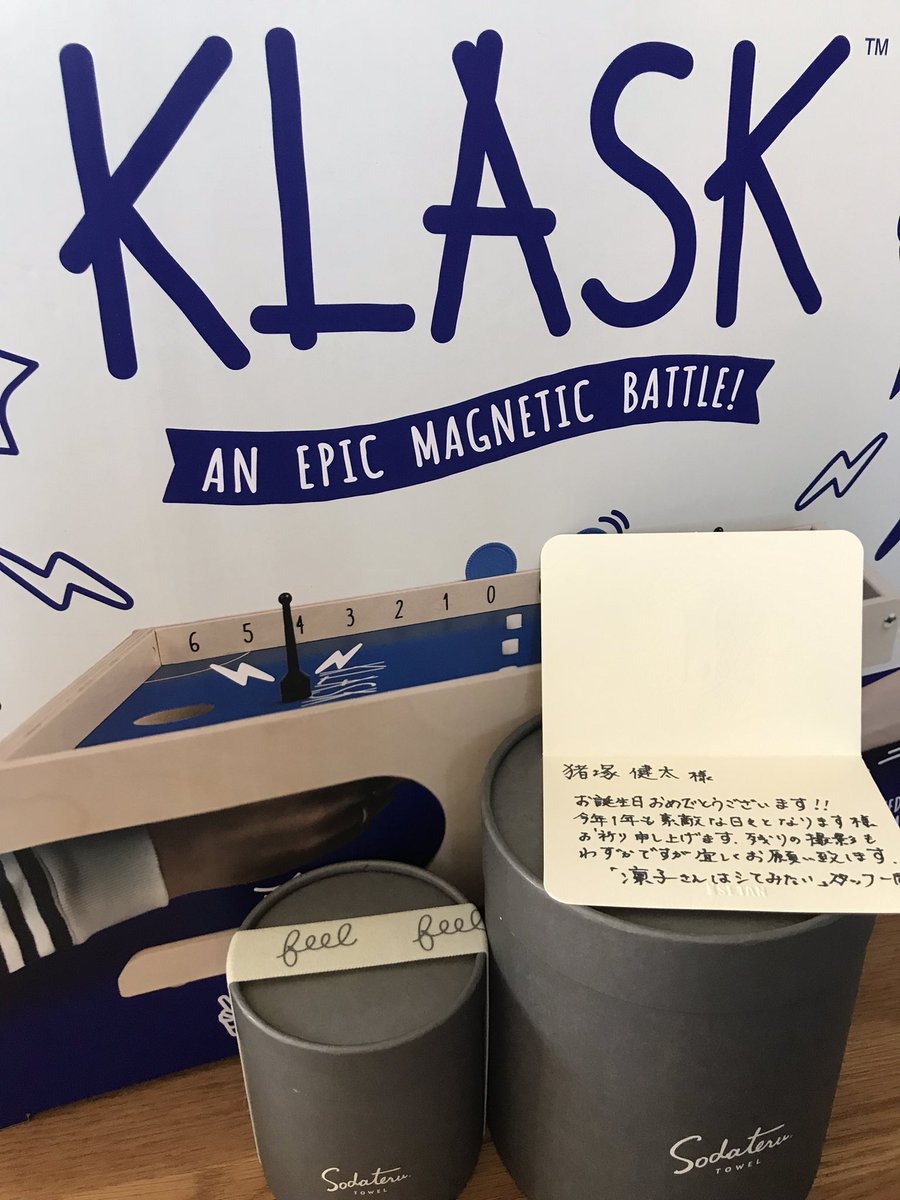 KLASK™
AN EPIC MAGNETIC BATTLE!
6 5 4 3 2 1 0
KLASK
猪塚 健太 様
お誕生日おめでとうございます!!
今年1年も素敵な日々となります様
お祈り申し上げます。残りの撮影も
わずかですが宜しくお願い致します。
「凛子さんはシてみたい」スタッフ一同
feel feel
Sodateru
TOWEL
Sodateru
TOWEL